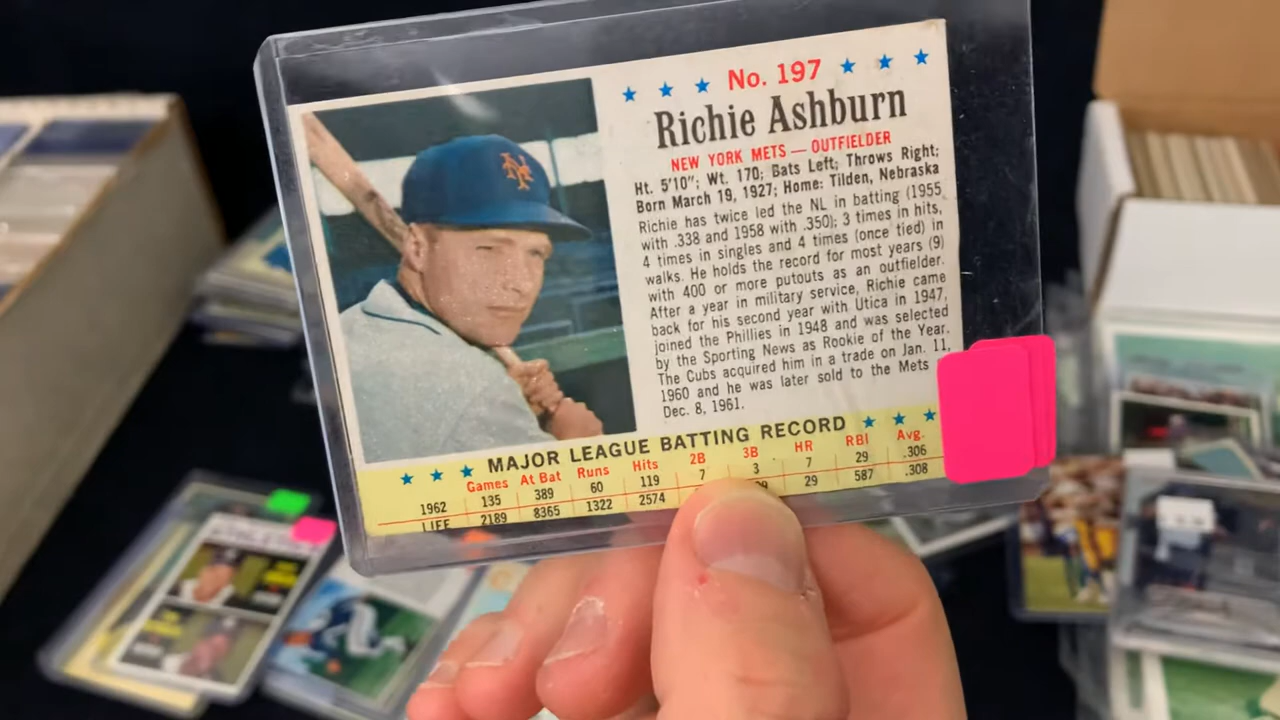 No. 197
Richie Ashburn
NEW YORK METS — OUTFIELDER
Ht. 5'10"; Wt. 170; Bats Left; Throws Right;
Born March 19, 1927; Home: Tilden, Nebraska
Richie has twice led the NL in batting (1955
with .338 and 1958 with .350); 3 times in hits,
4 times in singles and 4 times (once tied) in
walks. He holds the record for most years (9)
with 400 or more putouts as an outfielder.
After a year in military service, Richie came
back for his second year with Utica in 1947,
joined the Phillies in 1948 and was selected
by the Sporting News as Rookie of the Year.
The Cubs acquired him in a trade on Jan. 11,
1960 and he was later sold to the Mets
Dec. 8, 1961.
NY
MAJOR LEAGUE BATTING RECORD
Games At Bat Runs Hits 2B 3B HR RBI Avg.
1962 135 389 60 119 7 3 7 29 .306
LIFE 2189 8365 1322 2574 29 587 .308